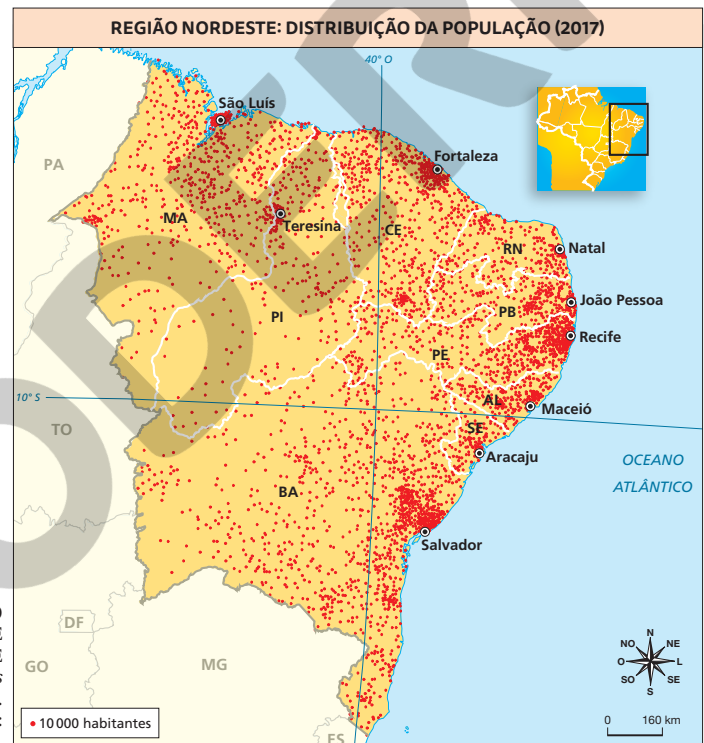 REGIÃO NORDESTE: DISTRIBUIÇÃO DA POPULAÇÃO (2017)
40° O
São Luís
Fortaleza
PA
MA
Teresina
CE
RN
Natal
João Pessoa
PB
PI
Recife
PE
10° S
AL
Maceió
TO
SE
Aracaju
OCEANO
ATLÂNTICO
BA
Salvador
DF
GO
MG
N
NO
NE
O
L
SO
SE
S
10 000 habitantes
0 160 km
ES